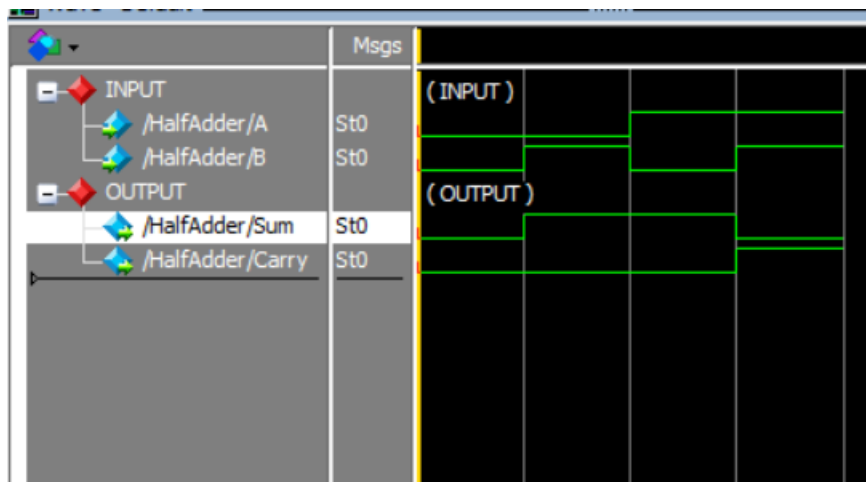 Msgs
INPUT (INPUT)
/HalfAdder/A St0
/HalfAdder/B St0
OUTPUT (OUTPUT)
/HalfAdder/Sum St0
/HalfAdder/Carry St0